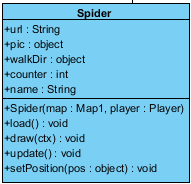 Spider
+url : String
+pic : object
+walkDir : object
+counter : int
+name : String
+Spider(map : Map1, player : Player)
+load() : void
+draw(ctx) : void
+update() : void
+setPosition(pos : object) : void